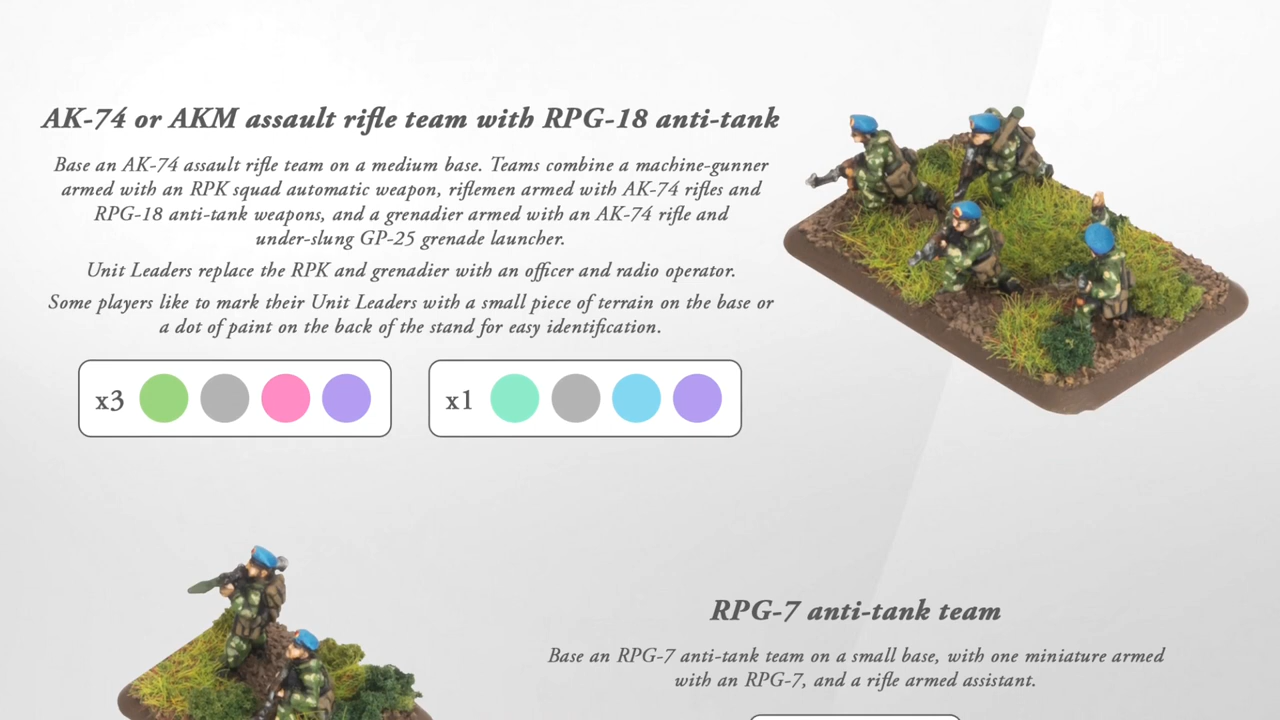 AK-74 or AKM assault rifle team with RPG-18 anti-tank
Base an AK-74 assault rifle team on a medium base. Teams combine a machine-gunner
armed with an RPK squad automatic weapon, riflemen armed with AK-74 rifles and
RPG-18 anti-tank weapons, and a grenadier armed with an AK-74 rifle and
under-slung GP-25 grenade launcher.
Unit Leaders replace the RPK and grenadier with an officer and radio operator.
Some players like to mark their Unit Leaders with a small piece of terrain on the base or
a dot of paint on the back of the stand for easy identification.
x3
x1
RPG-7 anti-tank team
Base an RPG-7 anti-tank team on a small base, with one miniature armed
with an RPG-7, and a rifle armed assistant.